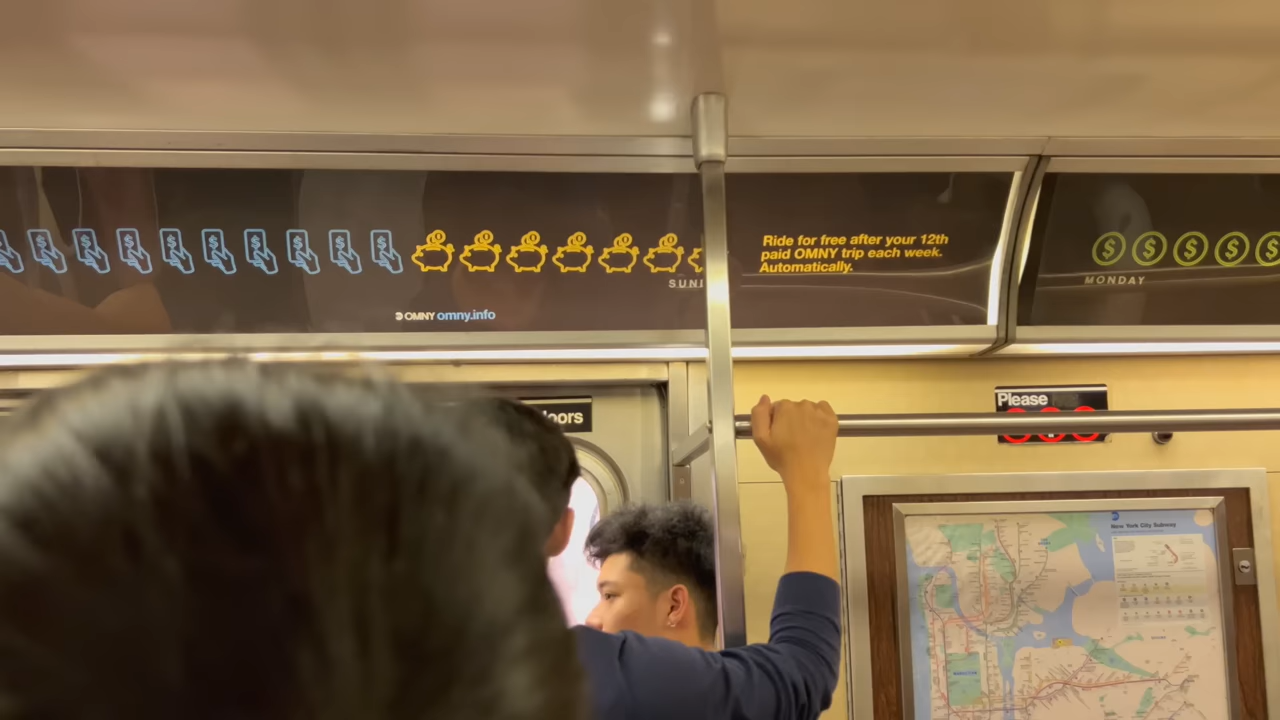 Ride for free after your 12th
paid OMNY trip each week.
Automatically.
SUN
MONDAY
OMNY omny.info
oors
Please
New York City Subway